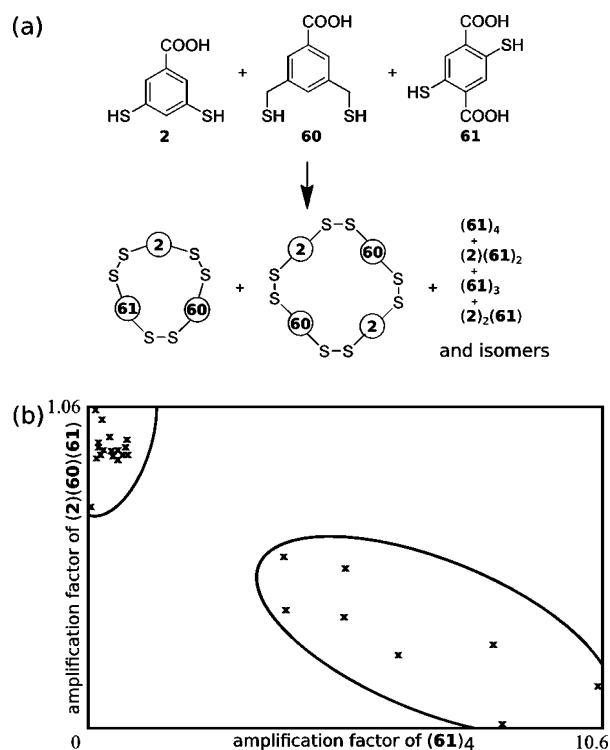 (a)
COOH
HS
SH
2
+
COOH
SH
SH
60
+
COOH
SH
HS
COOH
61
2
S
S
S
S
61
60
S
S
+
S
S
2
60
S
S
S
S
60
2
S
S
+
(61)4
+
(2)(61)2
+
(61)3
+
(2)2(61)
and isomers
(b)
1.06
amplification factor of (2)(60)(61)
0
amplification factor of (61)4
10.6